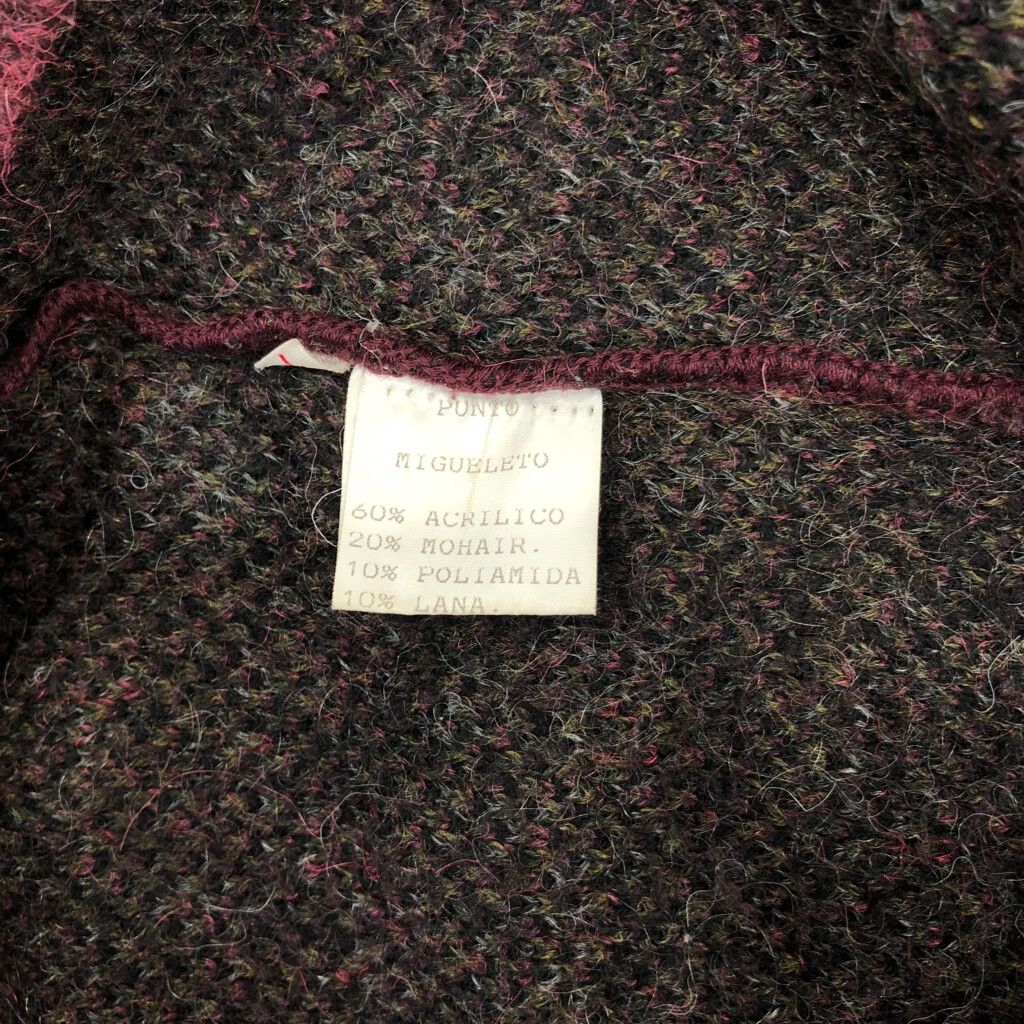 PUNTO
MIGUELETO
60% ACRILICO
20% MOHAIR.
10% POLIAMIDA
10% LANA.